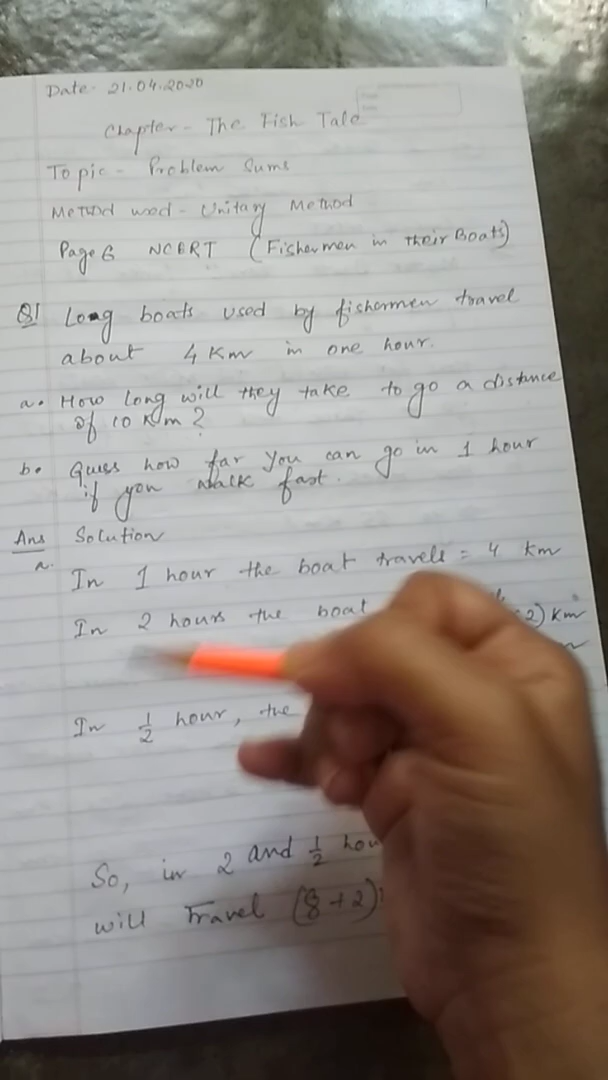 Date- 21.04.2020
Chapter- The Fish Tale
Topic- Problem Sums
Method used- Unitary Method
Page 6 NCERT (Fishermen in Their Boats)
Q1 Long boats used by fishermen travel
about 4 Km in one hour.
a. How long will they take to go a distance
of 10 Km?
b. Guess how far you can go in 1 hour
if you walk fast.
Ans Solution
a.
In 1 hour the boat travels = 4 km
In 2 hours the boat 2) km
In 1/2 hour, the
So, in 2 and 1/2 hou
will Travel (8+2)